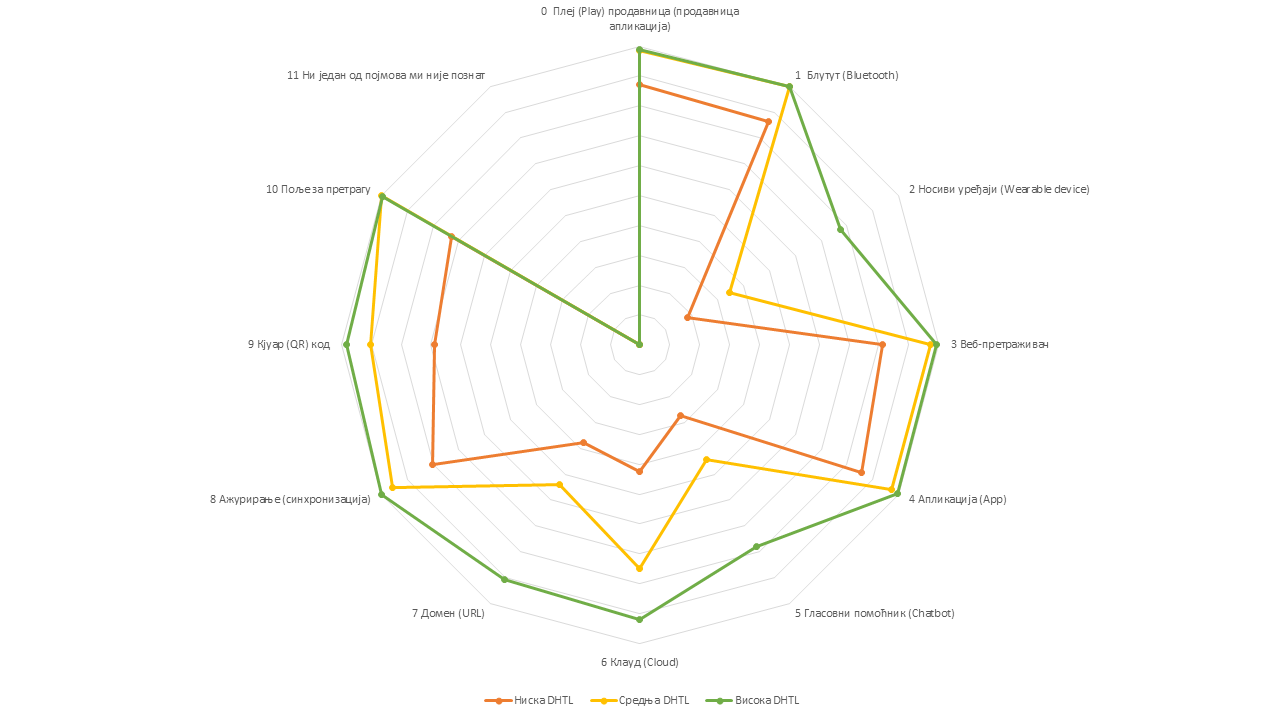 0 Плеј (Play) продавница (продавница
апликација)
1 Блутут (Bluetooth)
2 Носиви уређаји (Wearable device)
3 Веб-претраживач
4 Апликација (App)
5 Гласовни помоћник (Chatbot)
6 Клауд (Cloud)
7 Домен (URL)
8 Ажурирање (синхронизација)
9 Кјуар (QR) код
10 Поље за претрагу
11 Ни један од појмова ми није познат
Ниска DHTL
Средња DHTL
Висока DHTL